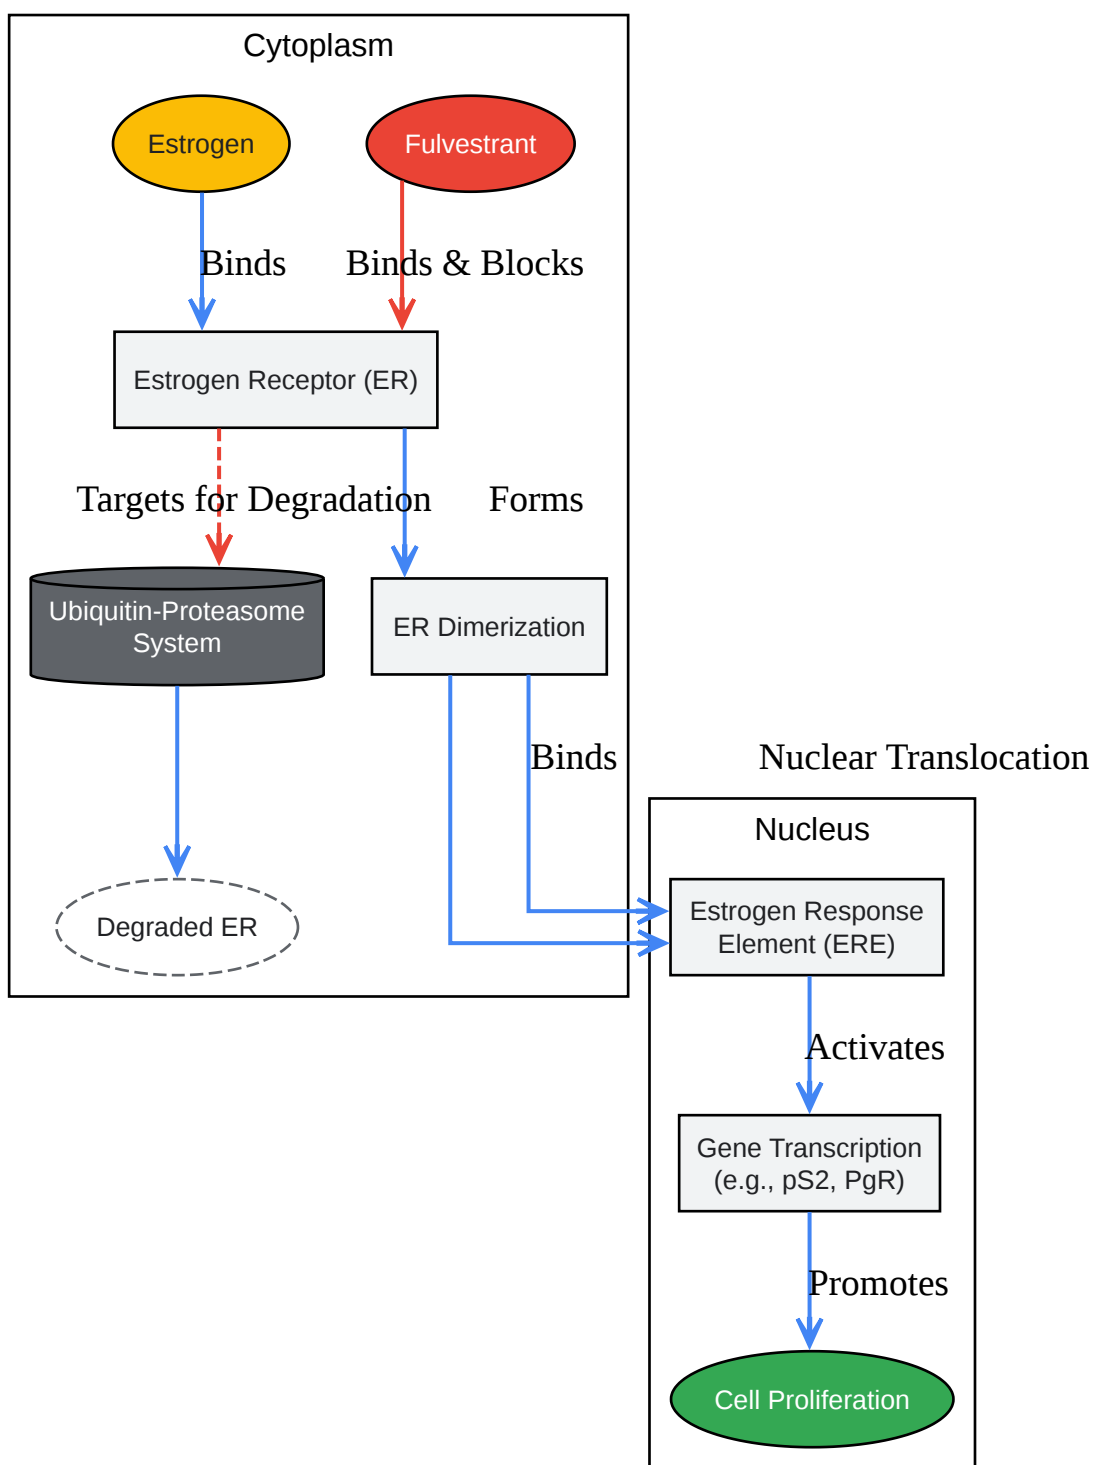 Cytoplasm
Estrogen
Fulvestrant
Binds
Binds & Blocks
Estrogen Receptor (ER)
Targets for Degradation
Forms
Ubiquitin-Proteasome
System
ER Dimerization
Binds
Nuclear Translocation
Nucleus
Degraded ER
Estrogen Response
Element (ERE)
Activates
Gene Transcription
(e.g., pS2, PgR)
Promotes
Cell Proliferation